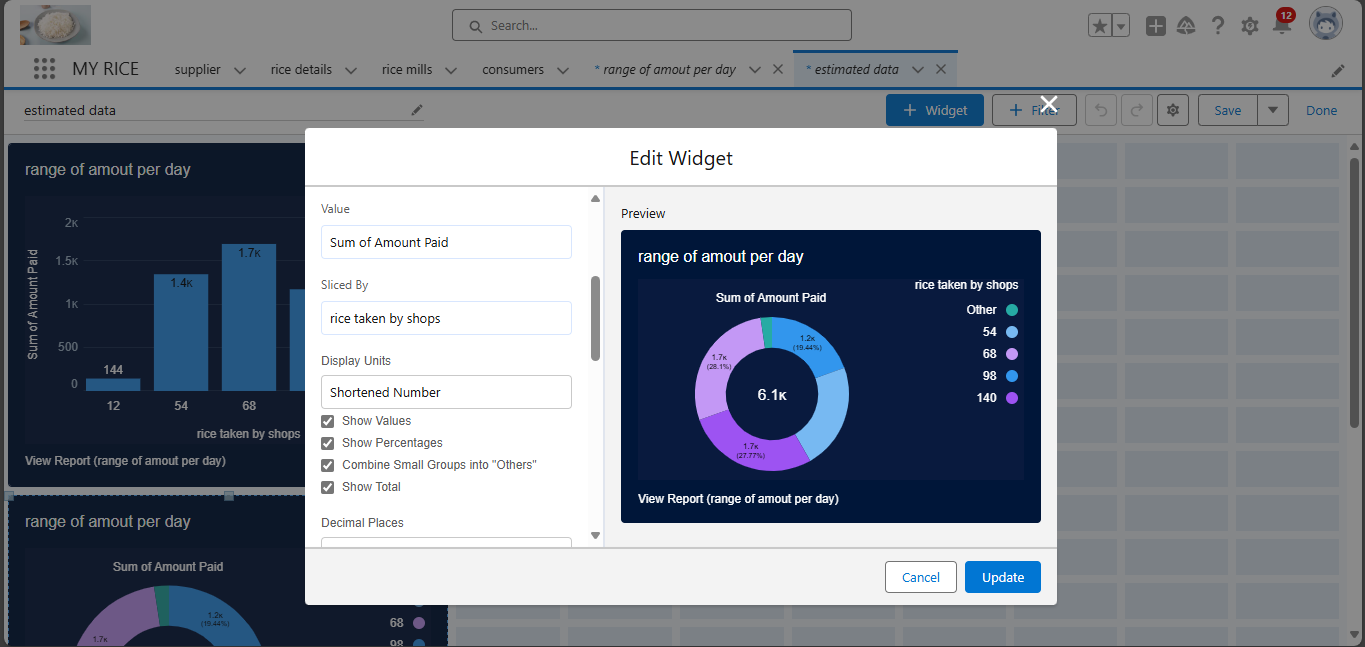 Search...
12
MY RICE
supplier
rice details
rice mills
consumers
* range of amout per day
* estimated data
estimated data
Widget
Filter
Save
Done
range of amout per day
Sum of Amount Paid
2K
1.5K
1K
500
0
144
1.4K
1.7K
12
54
68
rice taken by shops
View Report (range of amout per day)
range of amout per day
Sum of Amount Paid
1.2K
(19.44%)
1.7K
68
98
Edit Widget
Value
Sum of Amount Paid
Sliced By
rice taken by shops
Display Units
Shortened Number
Show Values
Show Percentages
Combine Small Groups into "Others"
Show Total
Decimal Places
Preview
range of amout per day
rice taken by shops
Sum of Amount Paid
Other
54
68
98
140
1.2K
(19.44%)
1.7K
(28.1%)
6.1K
1.7K
(27.77%)
View Report (range of amout per day)
Cancel
Update